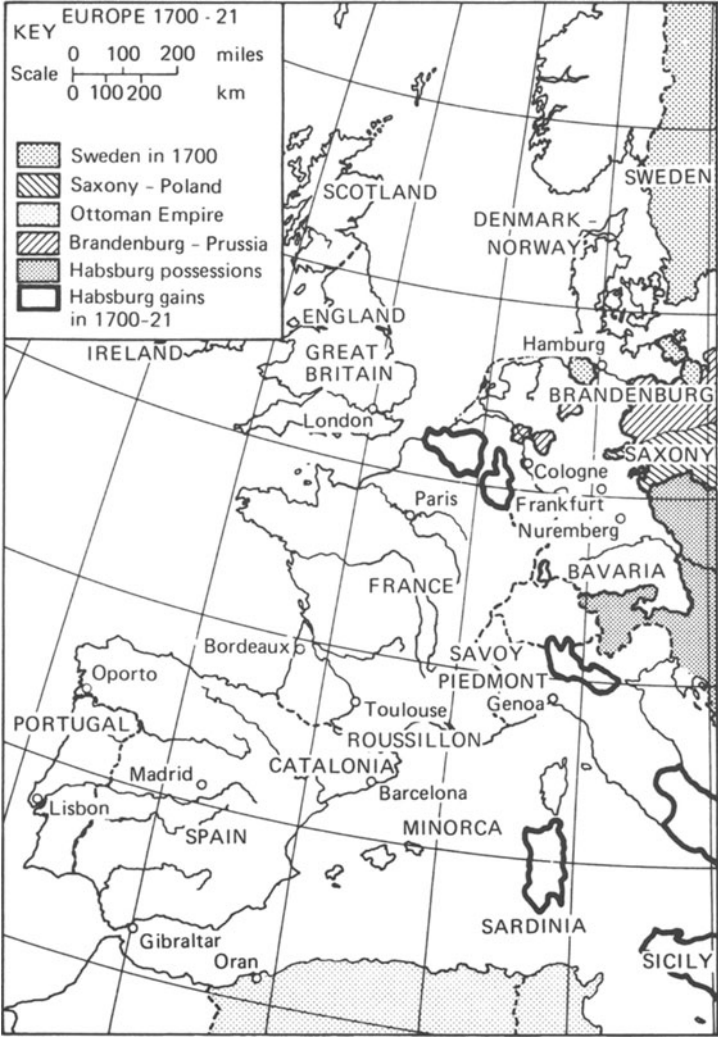 EUROPE 1700 - 21
KEY
0 100 200 miles
Scale
0 100 200 km
Sweden in 1700
Saxony - Poland
Ottoman Empire
Brandenburg - Prussia
Habsburg possessions
Habsburg gains
in 1700-21
SCOTLAND
SWEDEN
DENMARK -
NORWAY
ENGLAND
IRELAND
GREAT
BRITAIN
Hamburg
BRANDENBURG
London
SAXONY
Cologne
Paris
Frankfurt
Nuremberg
FRANCE
BAVARIA
Bordeaux
SAVOY
PIEDMONT
Oporto
Genoa
Toulouse
PORTUGAL
ROUSSILLON
CATALONIA
Madrid
Barcelona
Lisbon
SPAIN
MINORCA
SARDINIA
Gibraltar
Oran
SICILY